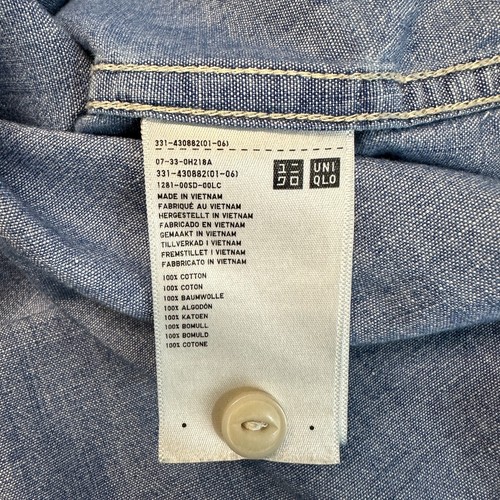 331-430882(01-06)
07-33-0H218A
331-430882(01-06)
1281-00SD-00LC
ユニ
クロ
UNI
QLO
MADE IN VIETNAM
FABRIQUÉ AU VIETNAM
HERGESTELLT IN VIETNAM
FABRICADO EN VIETNAM
GEMAAKT IN VIETNAM
TILLVERKAD I VIETNAM
FREMSTILLET I VIETNAM
FABBRICATO IN VIETNAM
100% COTTON
100% COTON
100% BAUMWOLLE
100% ALGODÓN
100% KATOEN
100% BOMULL
100% BOMULD
100% COTONE